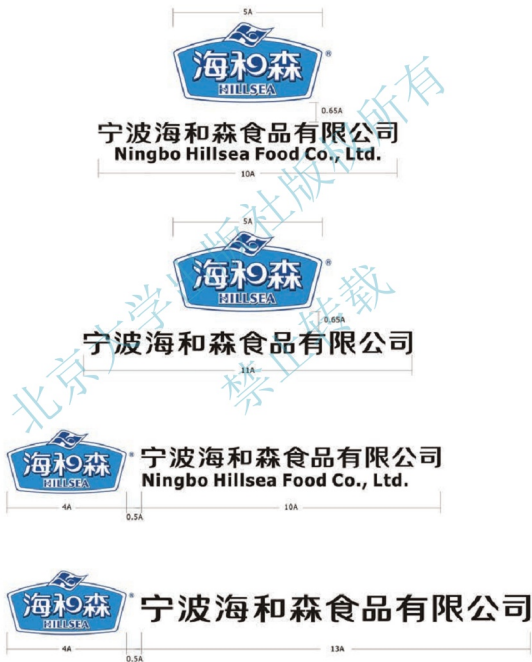 5A
海和森
®
HILLSEA
0.65A
宁波海和森食品有限公司
Ningbo Hillsea Food Co., Ltd.
10A
5A
海和森
®
HILLSEA
0.65A
宁波海和森食品有限公司
11A
海和森
®
HILLSEA
宁波海和森食品有限公司
Ningbo Hillsea Food Co., Ltd.
4A
0.5A
10A
海和森
®
HILLSEA
宁波海和森食品有限公司
4A
0.5A
13A
北京大学出版社版权所有
禁止转载